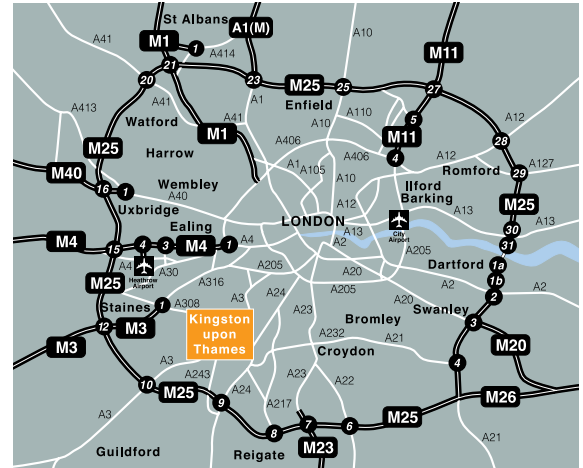 St Albans
A1(M)
A10
A41
M1
1
A414
M11
21
20
23
M25
25
27
A41
A1
Enfield
A413
Watford
A41
A110
5
A12
M1
A10
M11
28
M25
Harrow
A406
A406
4
A12
Romford
29
A127
A1
A105
A10
M40
Wembley
Ilford
16
1
A40
Barking
M25
Uxbridge
A12
A13
Ealing
LONDON
City
Airport
A13
30
A13
M4
15
4
3
M4
1
A4
A2
A205
31
A4
Heathrow
Airport
A30
A316
A205
A20
Dartford
1a
M25
A205
A2
1b
A2
Staines
1
A308
A3
A24
A23
A20
2
Kingston
upon
Thames
Bromley
Swanley
3
12
M3
A232
A21
M20
M3
Croydon
A3
4
10
M25
A243
A23
M26
A3
9
A24
A22
M25
A217
8
7
6
A21
Guildford
Reigate
M23